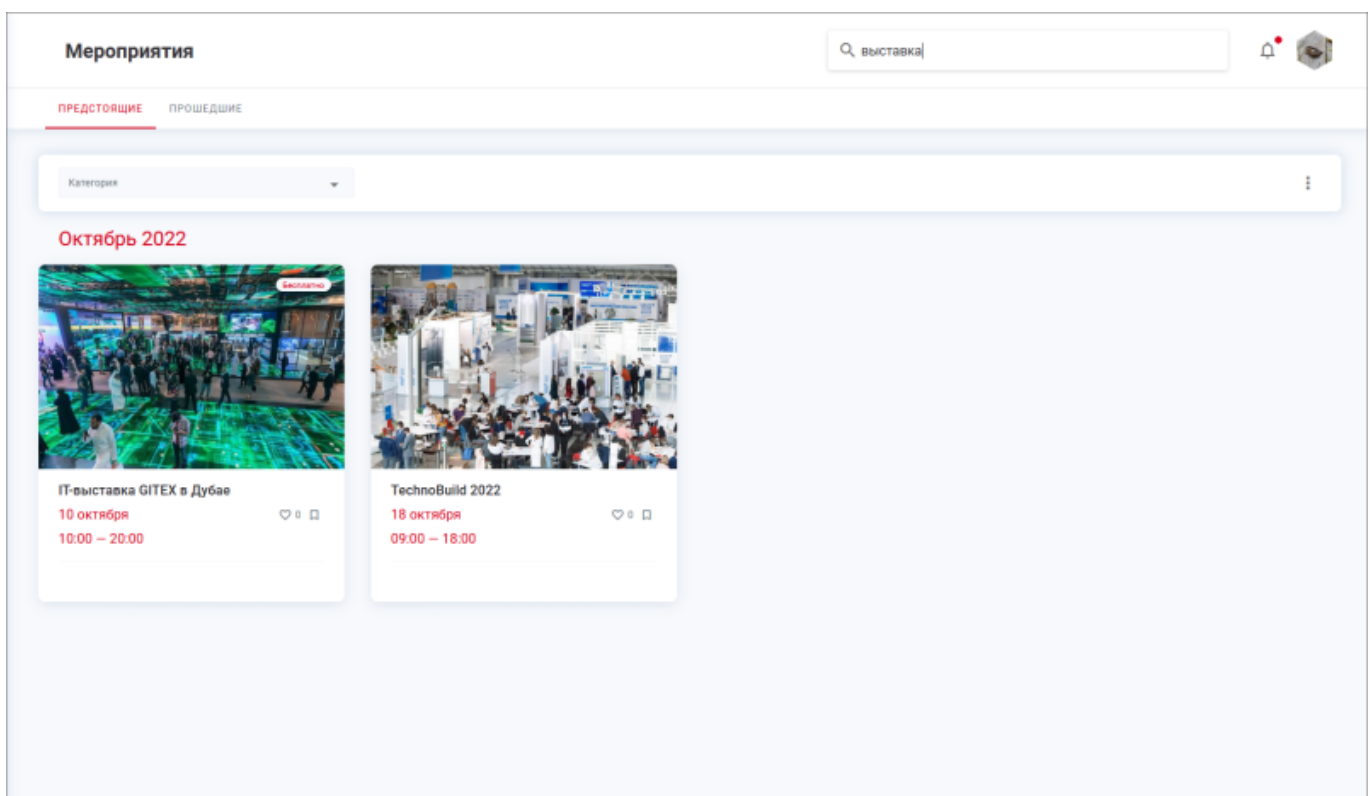 Мероприятия
выставка
ПРЕДСТОЯЩИЕ ПРОШЕДШИЕ
Категория
Октябрь 2022
Бесплатно
IT-выставка GITEX в Дубае
10 октября
0
10:00 — 20:00
TechnoBuild 2022
18 октября
0
09:00 — 18:00